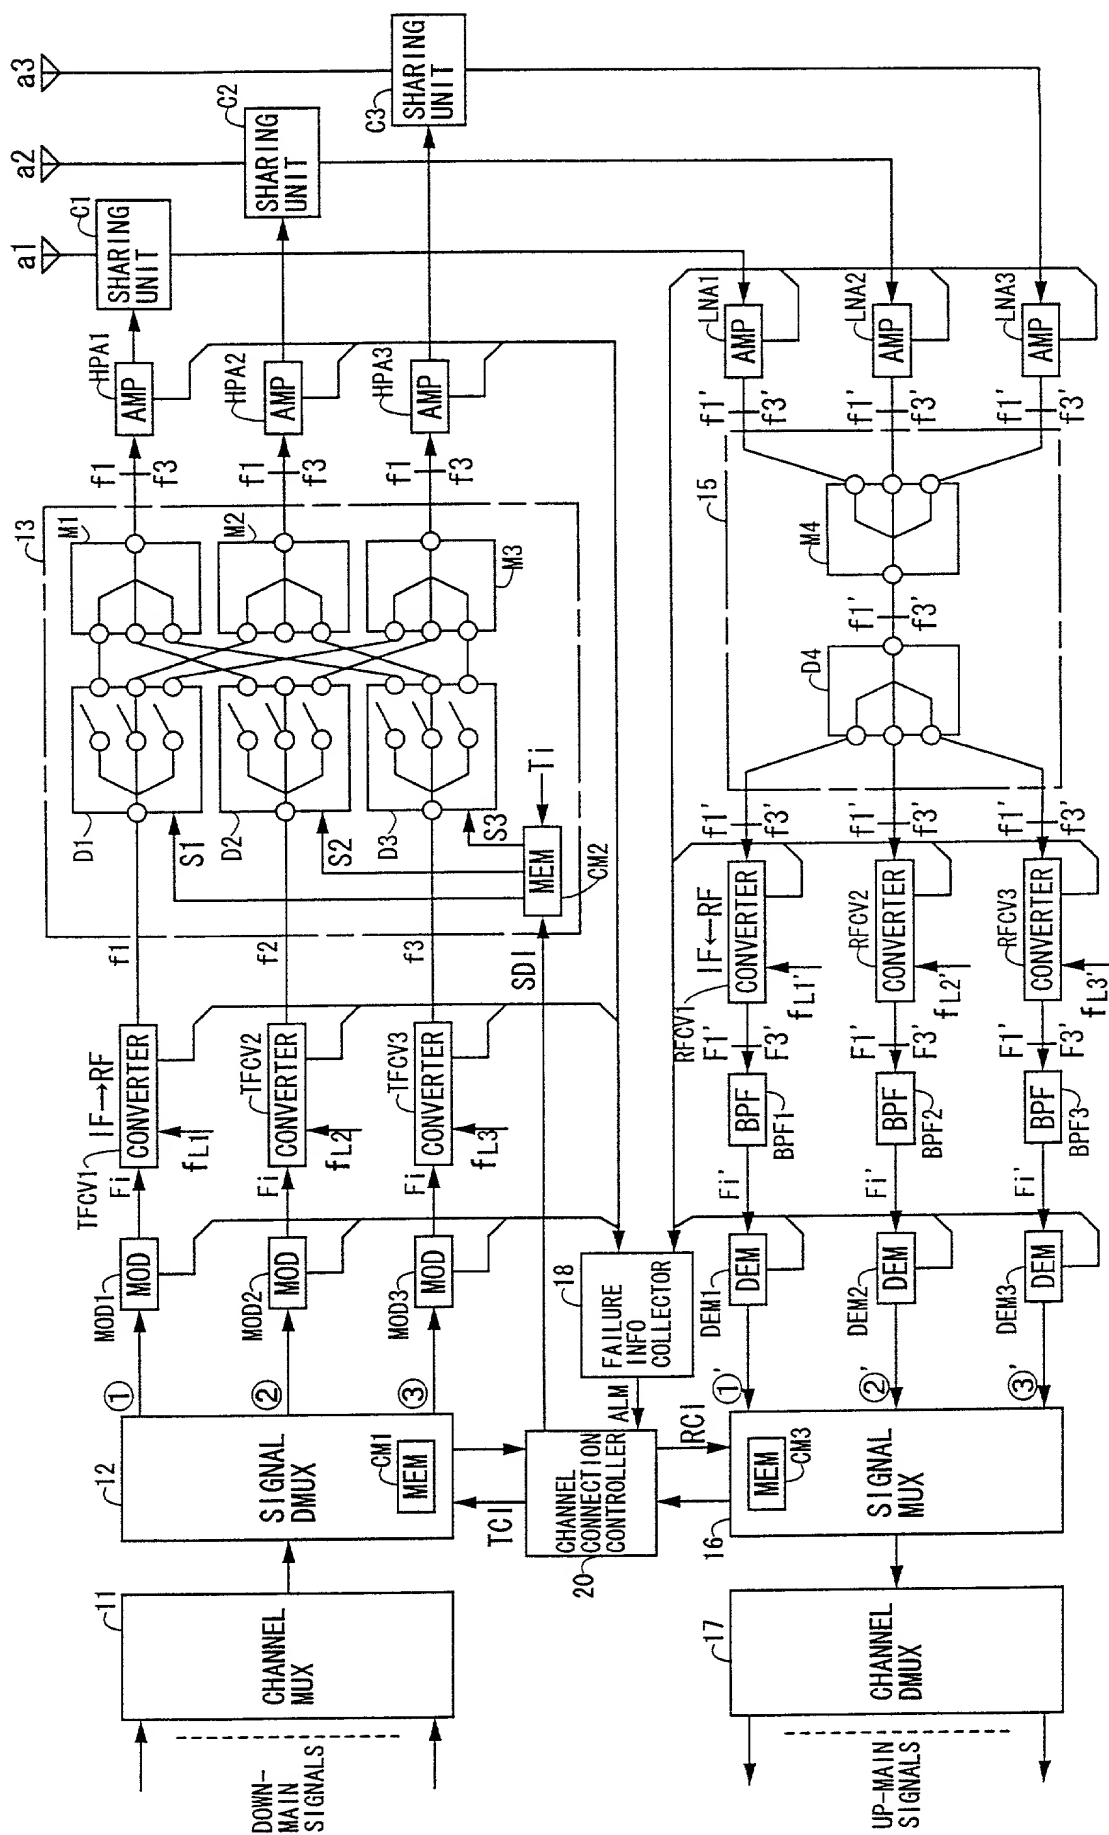 a1
a2
a3
C1
SHARING
UNIT
C2
SHARING
UNIT
C3
SHARING
UNIT
HPA1
AMP
HPA2
AMP
HPA3
AMP
f1
f3
f1
f3
f1
f3
13
M1
M2
M3
D1
D2
D3
S1
S2
S3
Ti
MEM
CM2
SDI
f1
f2
f3
IF→RF
TFCV1
CONVERTER
fL1
TFCV2
CONVERTER
fL2
TFCV3
CONVERTER
fL3
Fi
Fi
Fi
MOD1
MOD
MOD2
MOD
MOD3
MOD
①
②
③
12
SIGNAL
DMUX
CM1
MEM
11
CHANNEL
MUX
DOWN-
MAIN
SIGNALS
TCI
20
CHANNEL
CONNECTION
CONTROLLER
ALM
RCI
18
FAILURE
INFO
COLLECTOR
LNA1
AMP
LNA2
AMP
LNA3
AMP
f1'
f3'
f1'
f3'
f1'
f3'
15
M4
f1'
f3'
D4
f1'
f3'
f1'
f3'
f1'
f3'
IF←RF
RFCV1
CONVERTER
fL1'
RFCV2
CONVERTER
fL2'
RFCV3
CONVERTER
fL3'
F1'
F3'
F1'
F3'
F1'
F3'
BPF
BPF1
BPF
BPF2
BPF
BPF3
Fi'
Fi'
Fi'
DEM1
DEM
DEM2
DEM
DEM3
DEM
①'
②'
③'
16
MEM
CM3
SIGNAL
MUX
17
CHANNEL
DMUX
UP-MAIN
SIGNALS